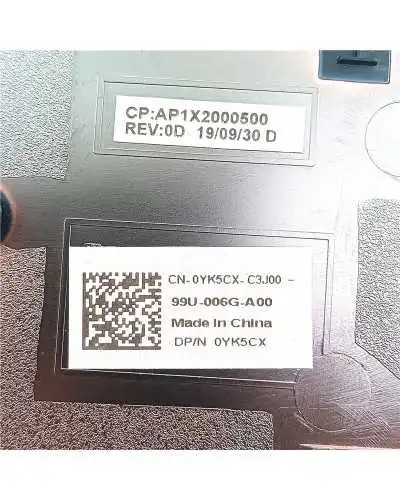 CP:AP1X2000500
REV:0D 19/09/30 D
CN-0YK5CX-C3J00-
99U-006G-A00
Made in China
DP/N 0YK5CX